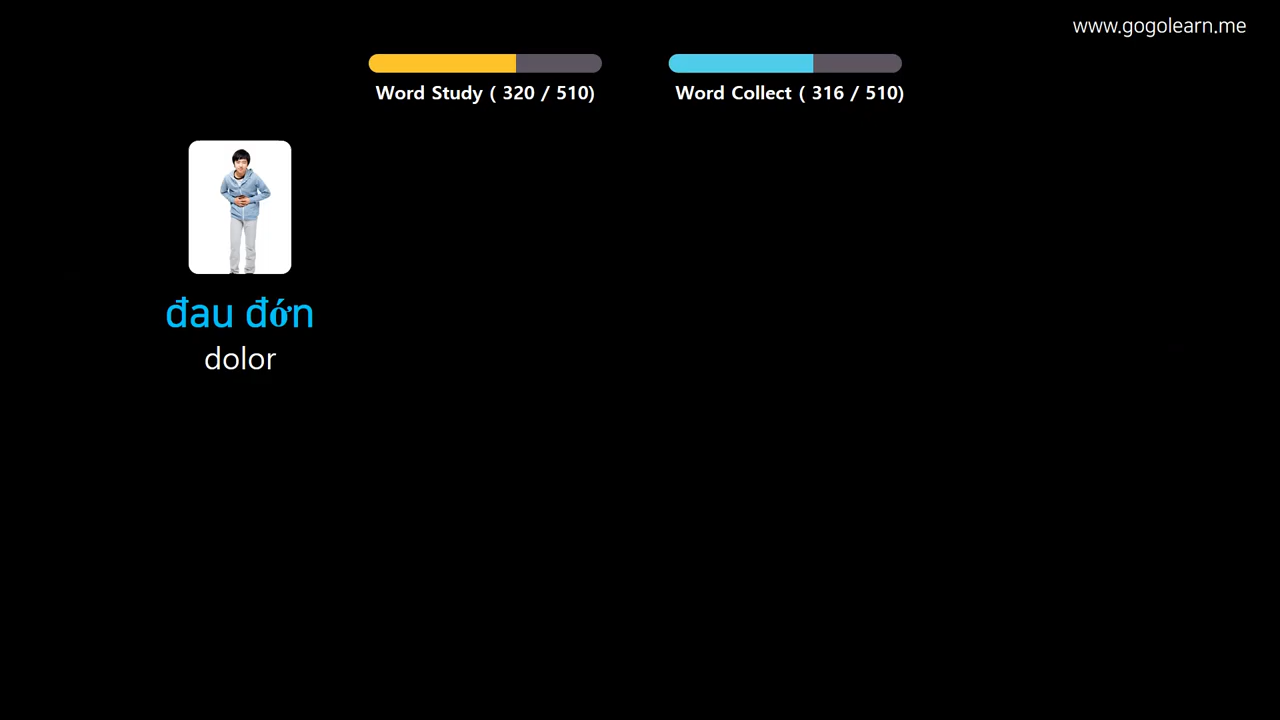 www.gogolearn.me
Word Study ( 320 / 510)
Word Collect ( 316 / 510)
đau đớn
dolor